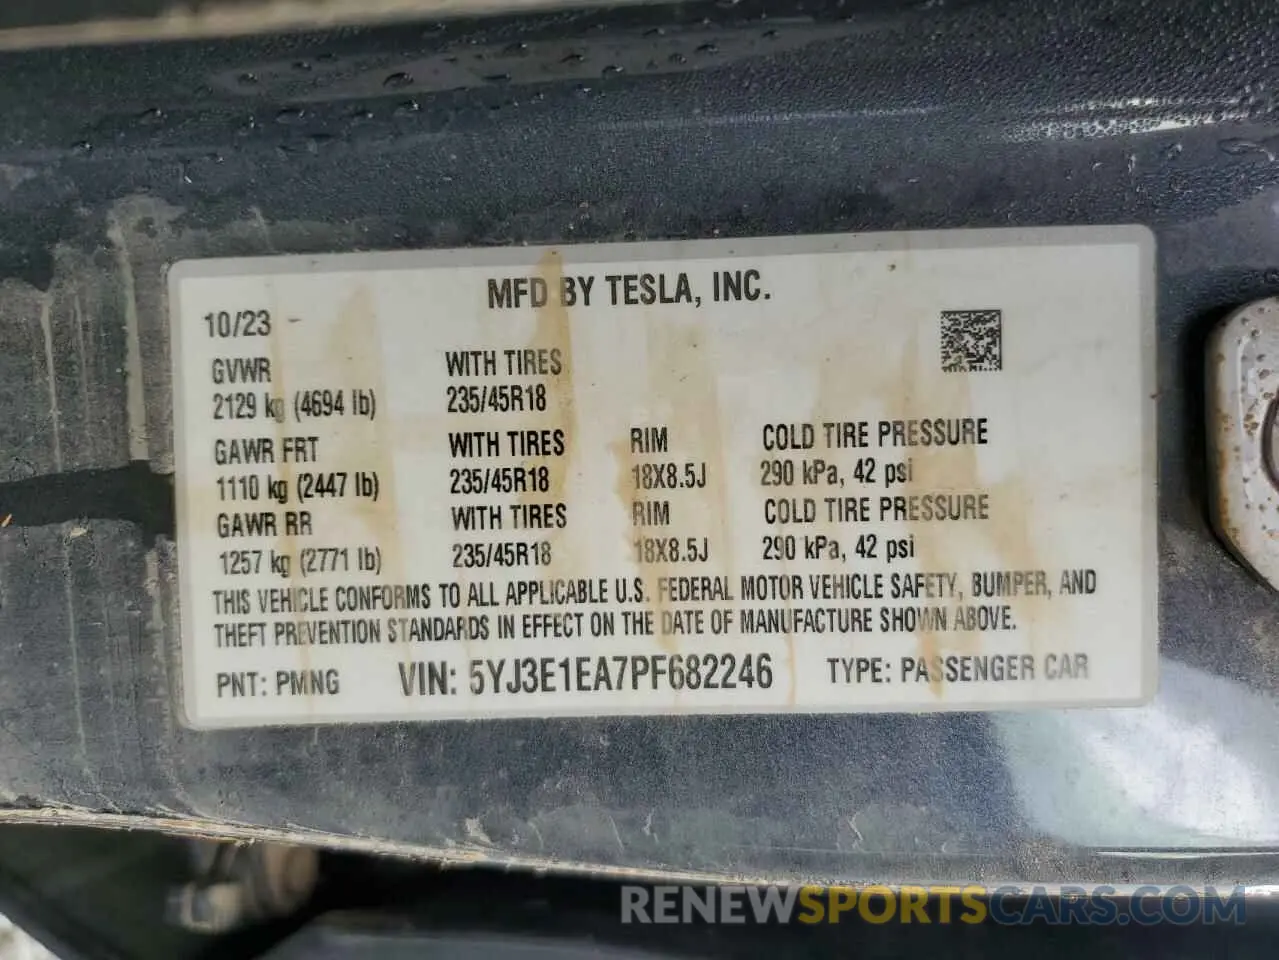 MFD BY TESLA, INC.
10/23
GVWR WITH TIRES
2129 kg (4694 lb) 235/45R18
GAWR FRT WITH TIRES RIM COLD TIRE PRESSURE
1110 kg (2447 lb) 235/45R18 18X8.5J 290 kPa, 42 psi
GAWR RR WITH TIRES RIM COLD TIRE PRESSURE
1257 kg (2771 lb) 235/45R18 18X8.5J 290 kPa, 42 psi
THIS VEHICLE CONFORMS TO ALL APPLICABLE U.S. FEDERAL MOTOR VEHICLE SAFETY, BUMPER, AND
THEFT PREVENTION STANDARDS IN EFFECT ON THE DATE OF MANUFACTURE SHOWN ABOVE.
PNT: PMNG VIN: 5YJ3E1EA7PF682246 TYPE: PASSENGER CAR
RENEWSPORTSCARS.COM